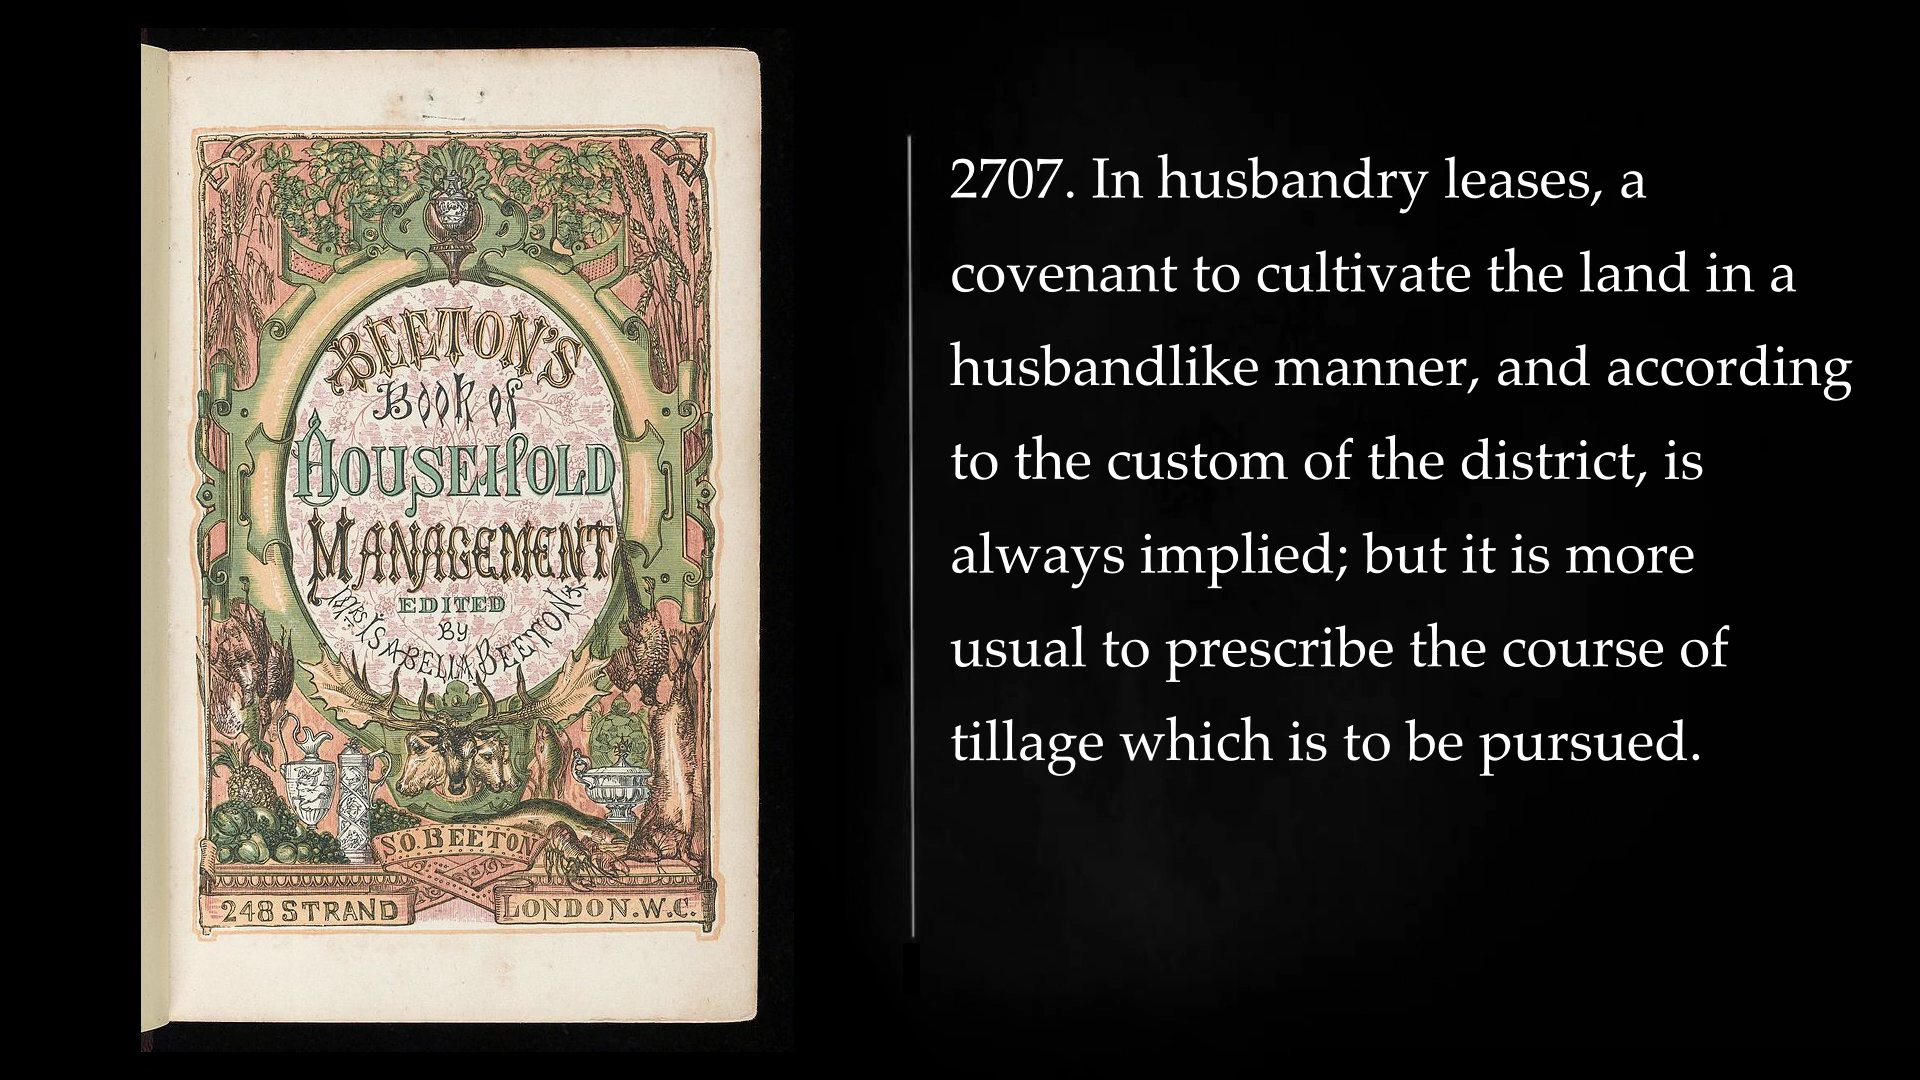 BEETON'S
Book of
HOUSEHOLD
MANAGEMENT
EDITED
BY
MRS ISABELLA BEETON
S.O. BEETON
248 STRAND
LONDON. W.C.
2707. In husbandry leases, a
covenant to cultivate the land in a
husbandlike manner, and according
to the custom of the district, is
always implied; but it is more
usual to prescribe the course of
tillage which is to be pursued.